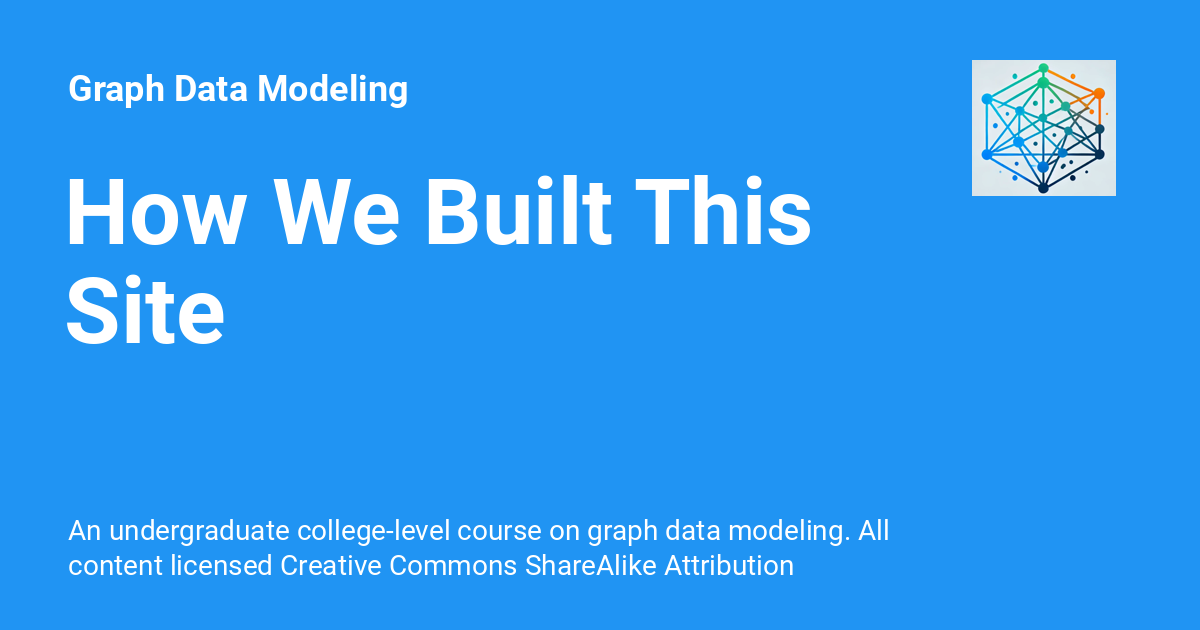 Graph Data Modeling
How We Built This
Site
An undergraduate college-level course on graph data modeling. All
content licensed Creative Commons ShareAlike Attribution